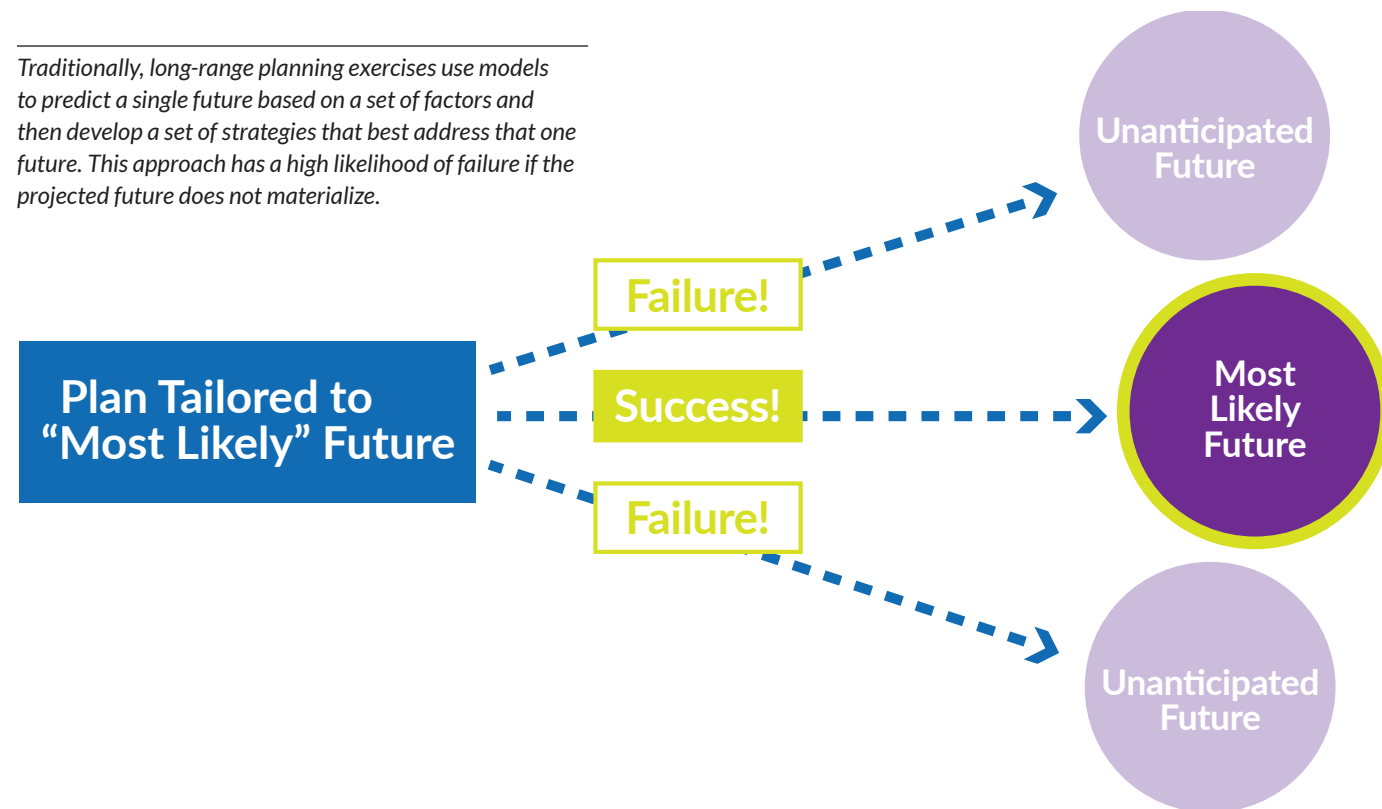 Traditionally, long-range planning exercises use models
to predict a single future based on a set of factors and
then develop a set of strategies that best address that one
future. This approach has a high likelihood of failure if the
projected future does not materialize.
Unanticipated
Future
Failure!
Plan Tailored to
“Most Likely” Future
Success!
Most
Likely
Future
Failure!
Unanticipated
Future